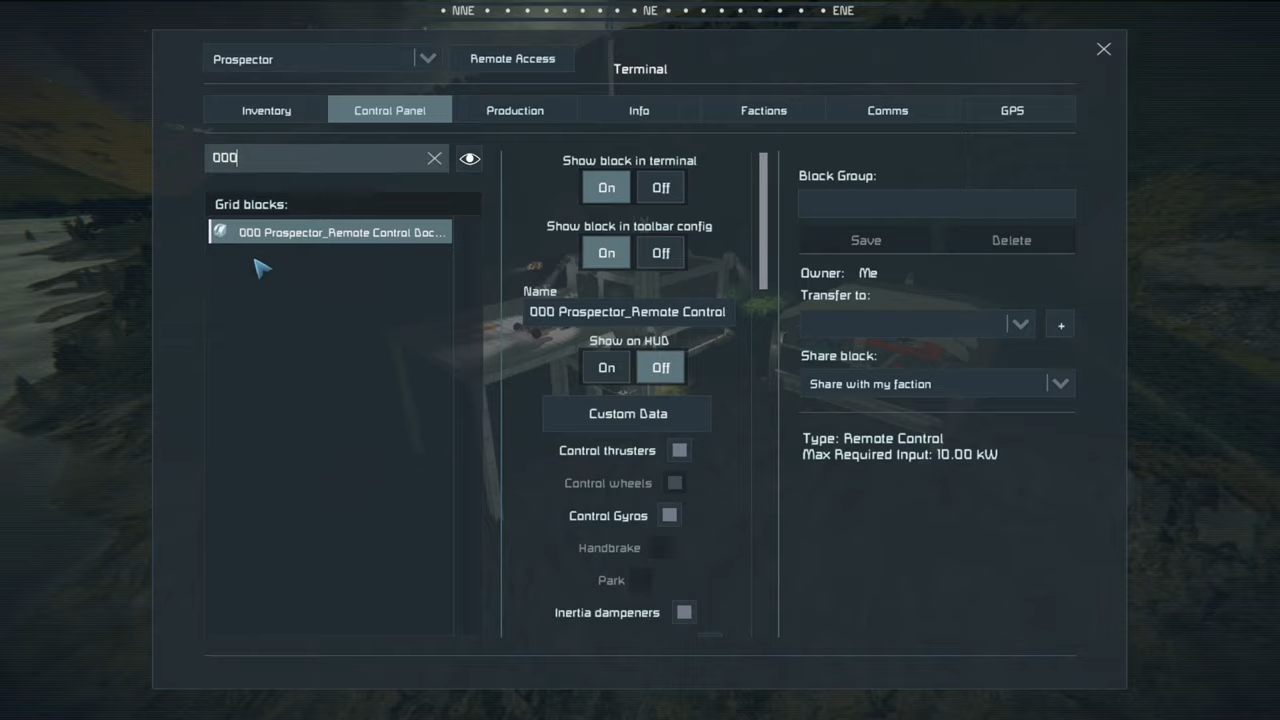 NNE NE ENE
Prospector
Remote Access
Terminal
Inventory
Control Panel
Production
Info
Factions
Comms
GPS
000
Grid blocks:
000 Prospector_Remote Control Doc...
Show block in terminal
On Off
Show block in toolbar config
On Off
Name
000 Prospector_Remote Control
Show on HUD
On Off
Custom Data
Control thrusters
Control wheels
Control Gyros
Handbrake
Park
Inertia dampeners
Block Group:
Save Delete
Owner: Me
Transfer to:
+
Share block:
Share with my faction
Type: Remote Control
Max Required Input: 10.00 kW